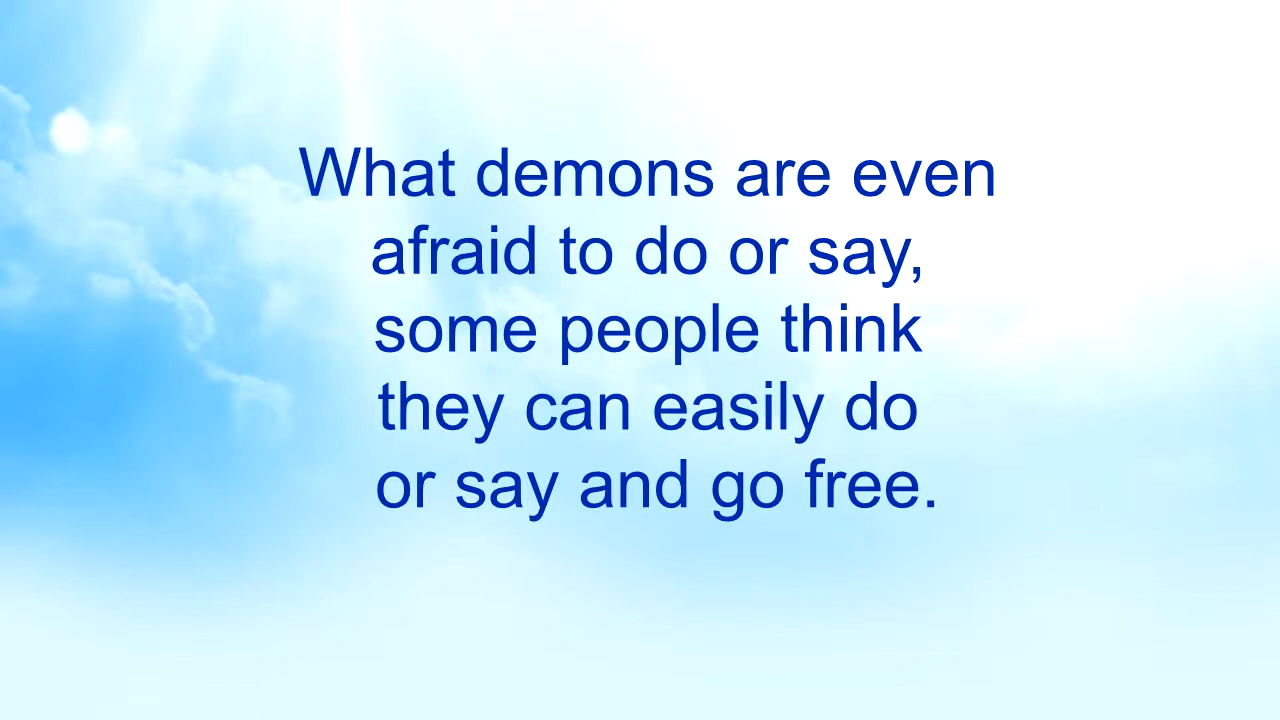 What demons are even
afraid to do or say,
some people think
they can easily do
or say and go free.